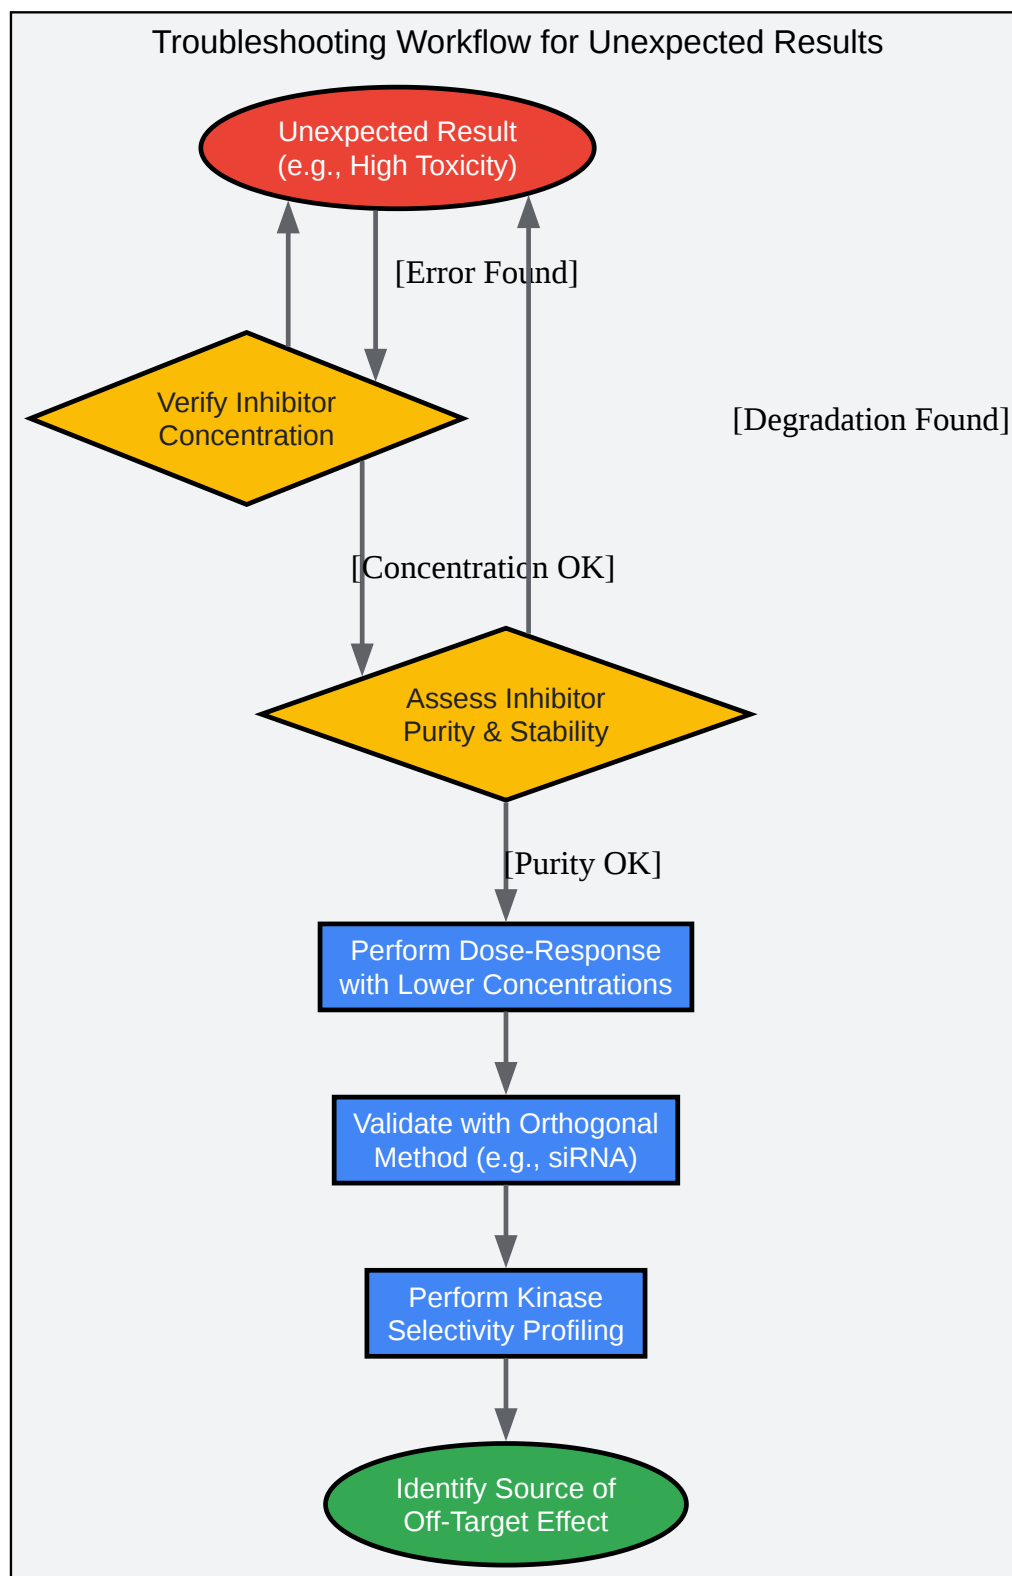 Troubleshooting Workflow for Unexpected Results
Unexpected Result
(e.g., High Toxicity)
[Error Found]
Verify Inhibitor
Concentration
[Degradation Found]
[Concentration OK]
Assess Inhibitor
Purity & Stability
[Purity OK]
Perform Dose-Response
with Lower Concentrations
Validate with Orthogonal
Method (e.g., siRNA)
Perform Kinase
Selectivity Profiling
Identify Source of
Off-Target Effect